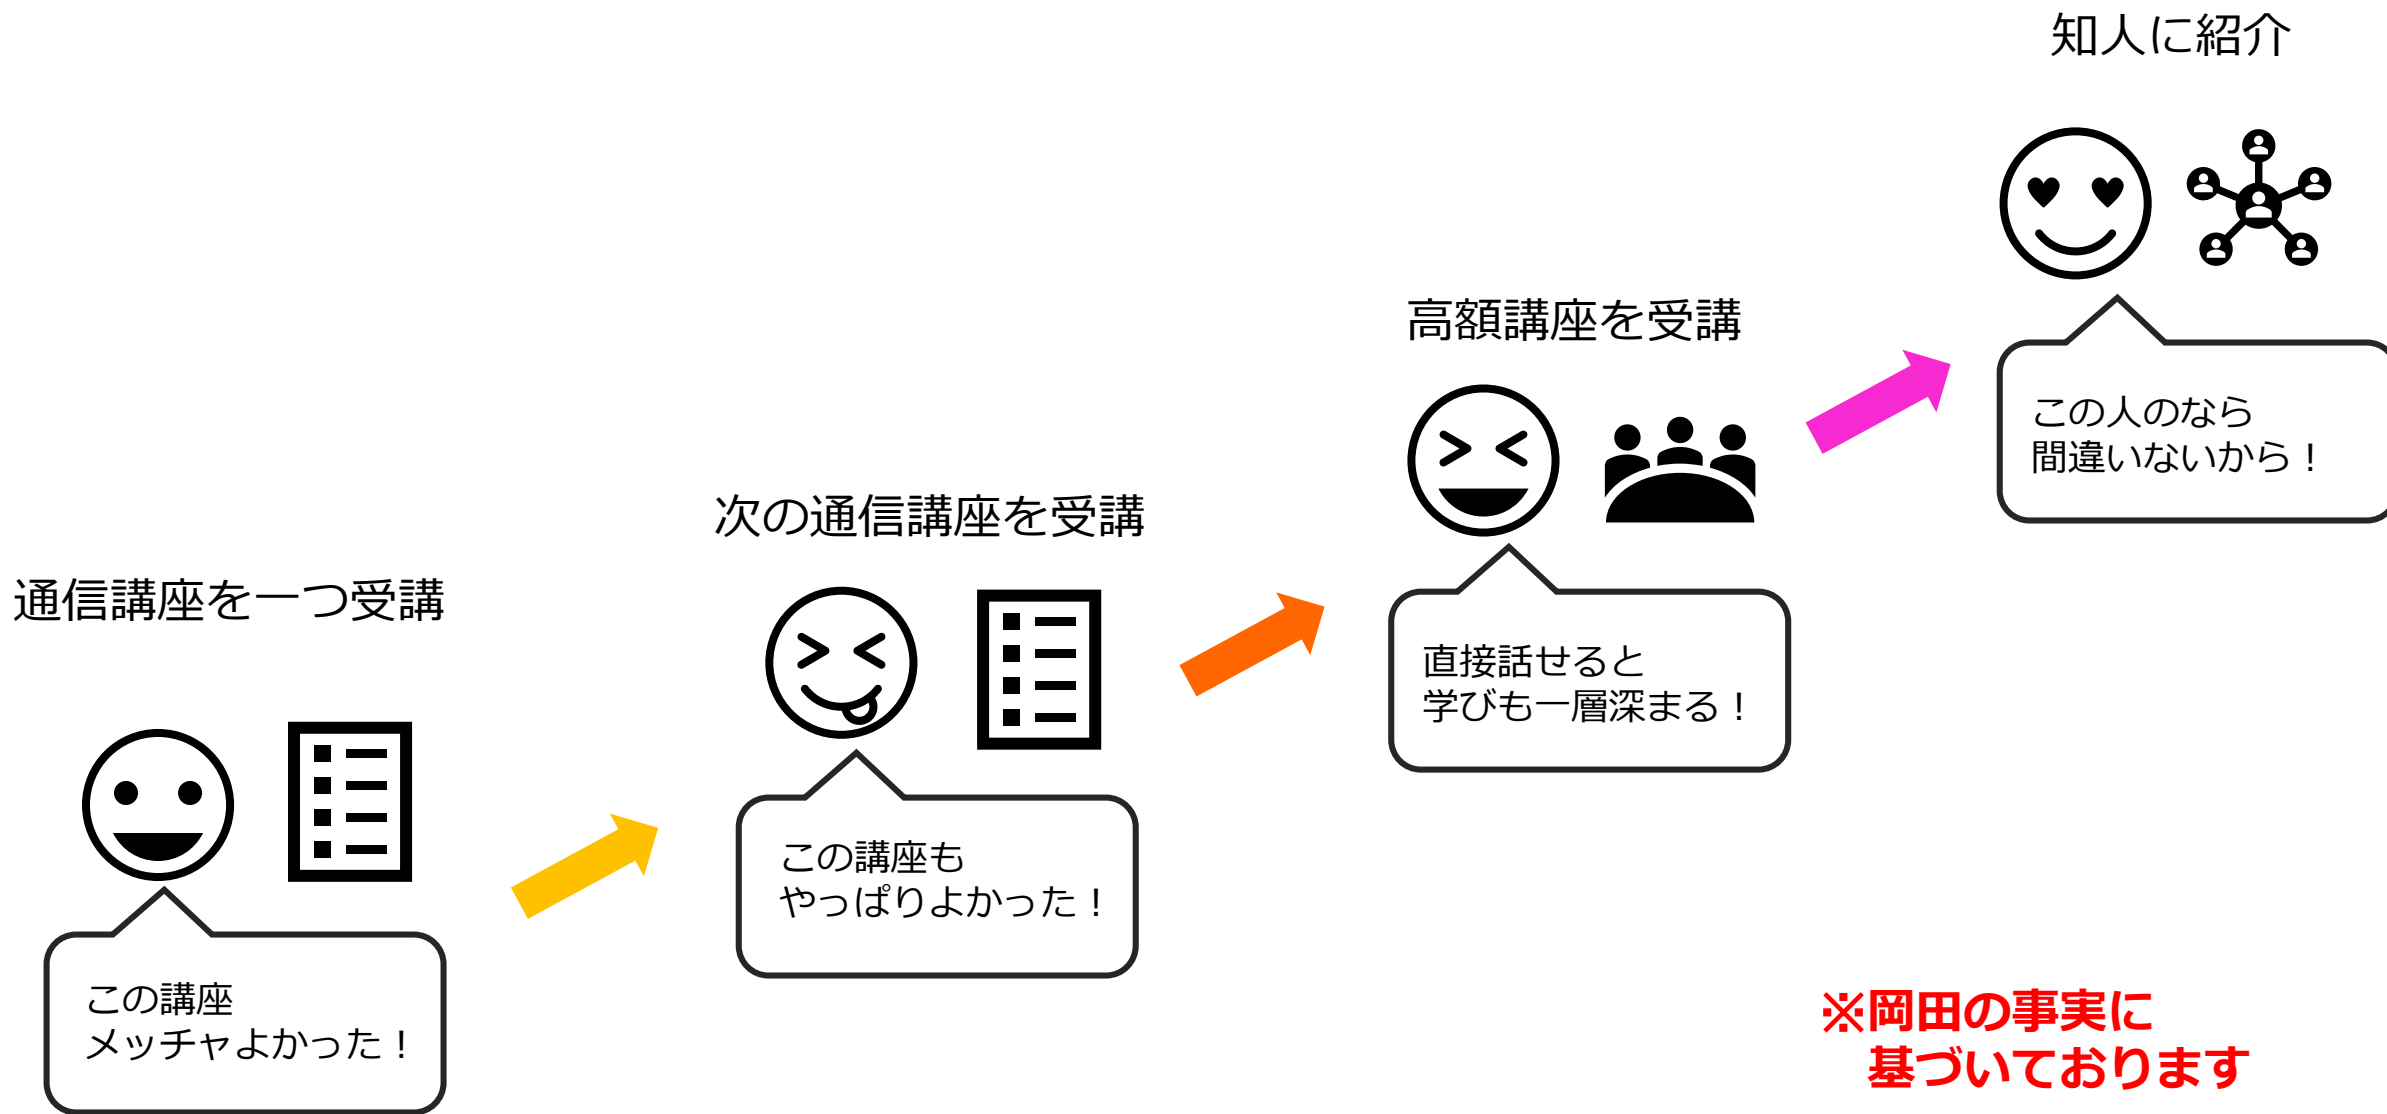 通信講座を一つ受講
この講座
メッチャよかった！
次の通信講座を受講
この講座も
やっぱりよかった！
高額講座を受講
直接話せると
学びも一層深まる！
知人に紹介
この人のなら
間違いないから！
※岡田の事実に
基づいております